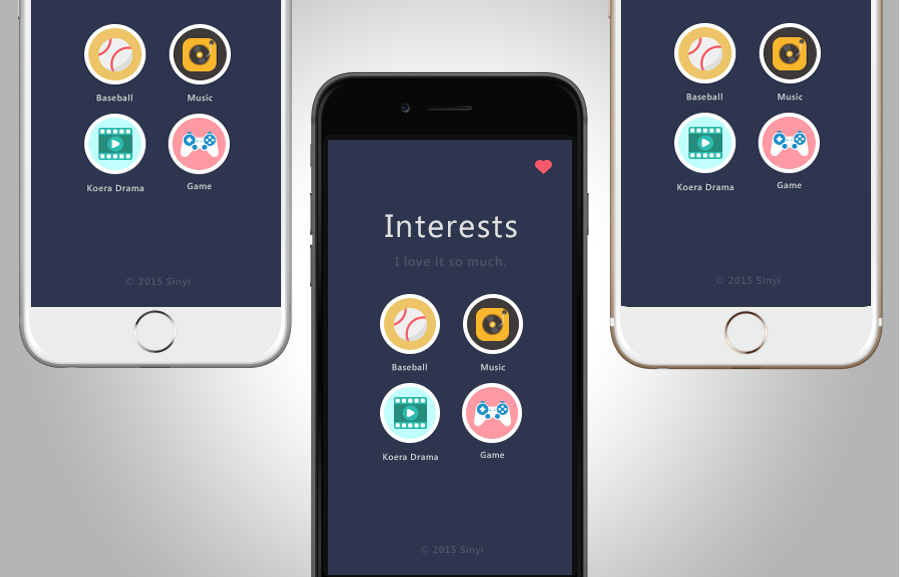 Baseball Music
Koera Drama Game
© 2015 Sinyi
Interests
I love it so much.
Baseball Music
Koera Drama Game
© 2015 Sinyi
Baseball Music
Koera Drama Game
© 2015 Sinyi